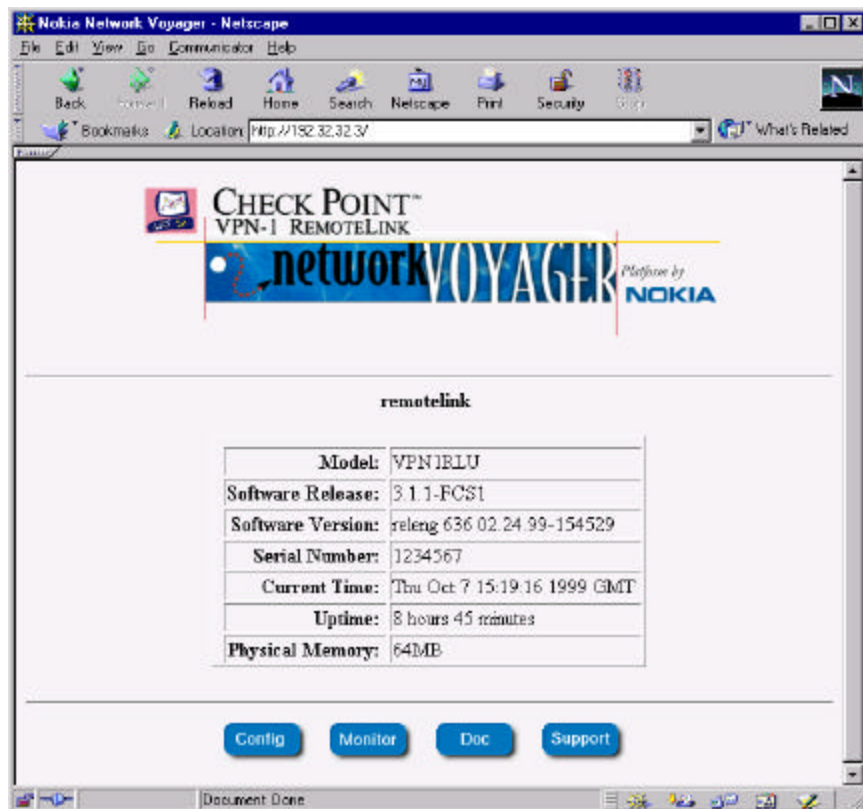 Nokia Network Voyager - Netscape
File Edit View Go Communicator Help
Back Forward Reload Home Search Netscape Print Security Stop
Bookmarks Location: http://192.32.32.3/ What's Related
CHECK POINT™
VPN-1 REMOTELINK
networkVOYAGER
Platform by
NOKIA
remotelink
Model: VPN1RLU
Software Release: 3.1.1-FCS1
Software Version: releng 636 02.24.99-154529
Serial Number: 1234567
Current Time: Thu Oct 7 15:19:16 1999 GMT
Uptime: 8 hours 45 minutes
Physical Memory: 64MB
Config Monitor Doc Support
Document Done